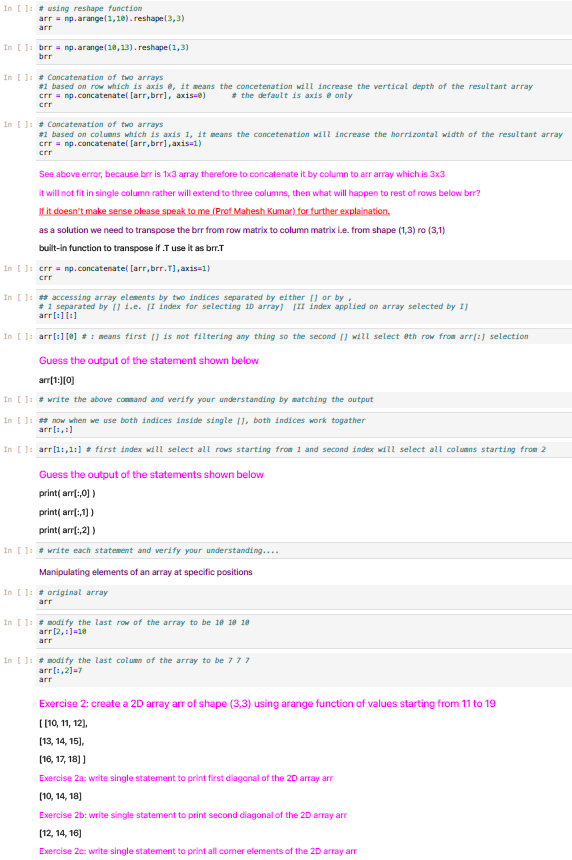 In [ ]: # using reshape function
arr = np.arange(1,10).reshape(3,3)
arr
In [ ]: brr = np.arange(10,13).reshape(1,3)
brr
In [ ]: # Concatenation of two arrays
#1 based on row which is axis 0, it means the concetenation will increase the vertical depth of the resultant array
crr = np.concatenate([arr,brr], axis=0) # the default is axis 0 only
crr
In [ ]: # Concatenation of two arrays
#1 based on columns which is axis 1, it means the concetenation will increase the horrizontal width of the resultant array
crr = np.concatenate([arr,brr],axis=1)
crr
See above error, because brr is 1x3 array therefore to concatenate it by column to arr array which is 3x3
it will not fit in single column rather will extend to three columns, then what will happen to rest of rows below brr?
If it doesn't make sense please speak to me (Prof Mahesh Kumar) for further explaination.
as a solution we need to transpose the brr from row matrix to column matrix i.e. from shape (1,3) ro (3,1)
built-in function to transpose if .T use it as brr.T
In [ ]: crr = np.concatenate([arr,brr.T],axis=1)
crr
In [ ]: ## accessing array elements by two indices separated by either [] or by ,
# 1 separated by [] i.e. [I index for selecting 1D array] [II index applied on array selected by I]
arr[:][:]
In [ ]: arr[:][0] # : means first [] is not filtering any thing so the second [] will select 0th row from arr[:] selection
Guess the output of the statement shown below
arr[1:][0]
In [ ]: # write the above command and verify your understanding by matching the output
In [ ]: ## now when we use both indices inside single [], both indices work togather
arr[:,:]
In [ ]: arr[1:,1:] # first index will select all rows starting from 1 and second index will select all columns starting from 2
Guess the output of the statements shown below
print( arr[:,0] )
print( arr[:,1] )
print( arr[:,2] )
In [ ]: # write each statement and verify your understanding....
Manipulating elements of an array at specific positions
In [ ]: # original array
arr
In [ ]: # modify the last row of the array to be 10 10 10
arr[2,:]=10
arr
In [ ]: # modify the last column of the array to be 7 7 7
arr[:,2]=7
arr
Exercise 2: create a 2D array arr of shape (3,3) using arange function of values starting from 11 to 19
[ [10, 11, 12],
[13, 14, 15],
[16, 17, 18] ]
Exercise 2a: write single statement to print first diagonal of the 2D array arr
[10, 14, 18]
Exercise 2b: write single statement to print second diagonal of the 2D array arr
[12, 14, 16]
Exercise 2c: write single statement to print all corner elements of the 2D array arr